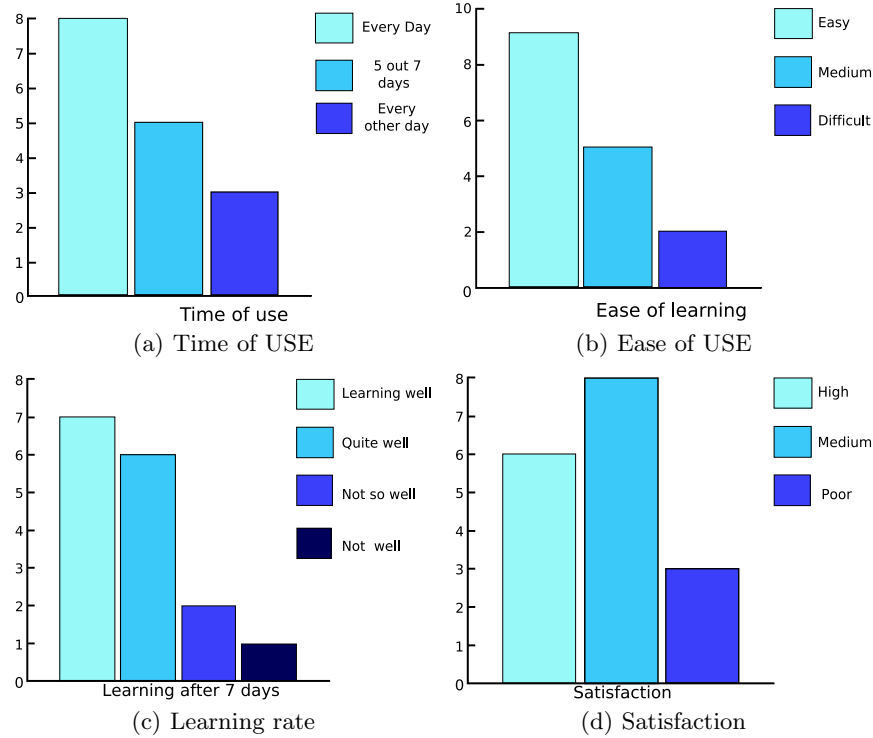 8
7
6
5
4
3
2
1
0
Every Day
5 out 7
days
Every
other day
Time of use
(a) Time of USE
10
8
6
4
2
0
Easy
Medium
Difficult
Ease of learning
(b) Ease of USE
8
7
6
5
4
3
2
1
0
Learning well
Quite well
Not so well
Not well
Learning after 7 days
(c) Learning rate
8
7
6
5
4
3
2
1
0
High
Medium
Poor
Satisfaction
(d) Satisfaction